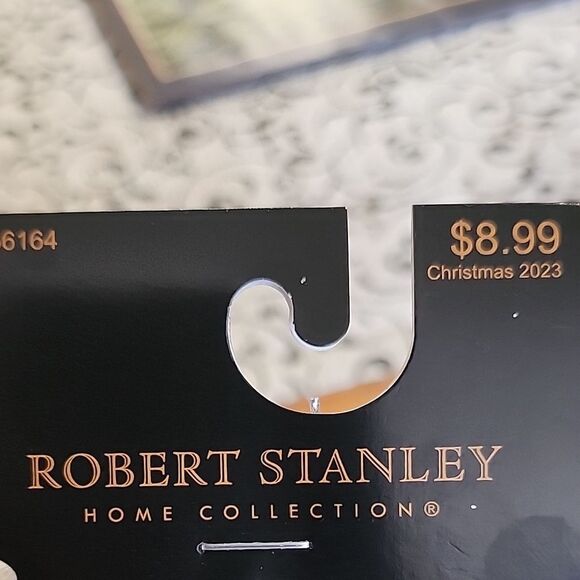 6164
$8.99
Christmas 2023
ROBERT STANLEY
HOME COLLECTION®